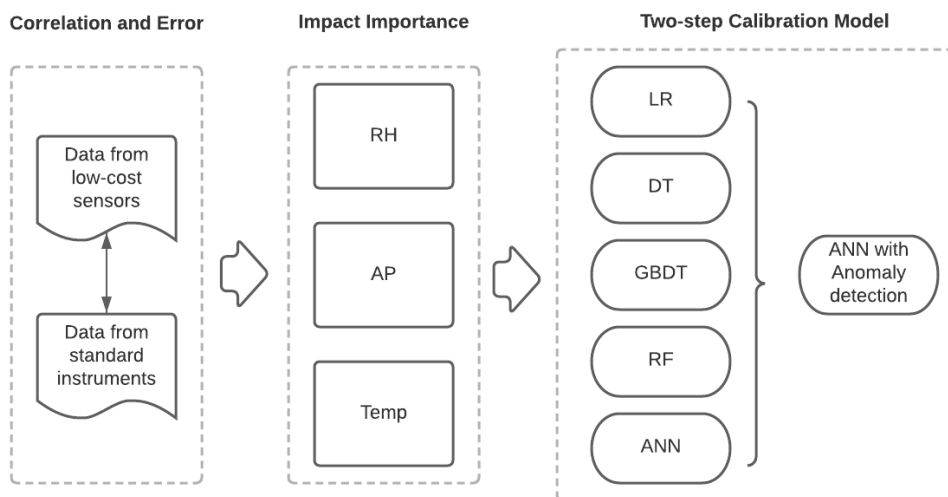 Correlation and Error
Impact Importance
Two-step Calibration Model
Data from
low-cost
sensors
Data from
standard
instruments
RH
AP
Temp
LR
DT
GBDT
RF
ANN
ANN with
Anomaly
detection